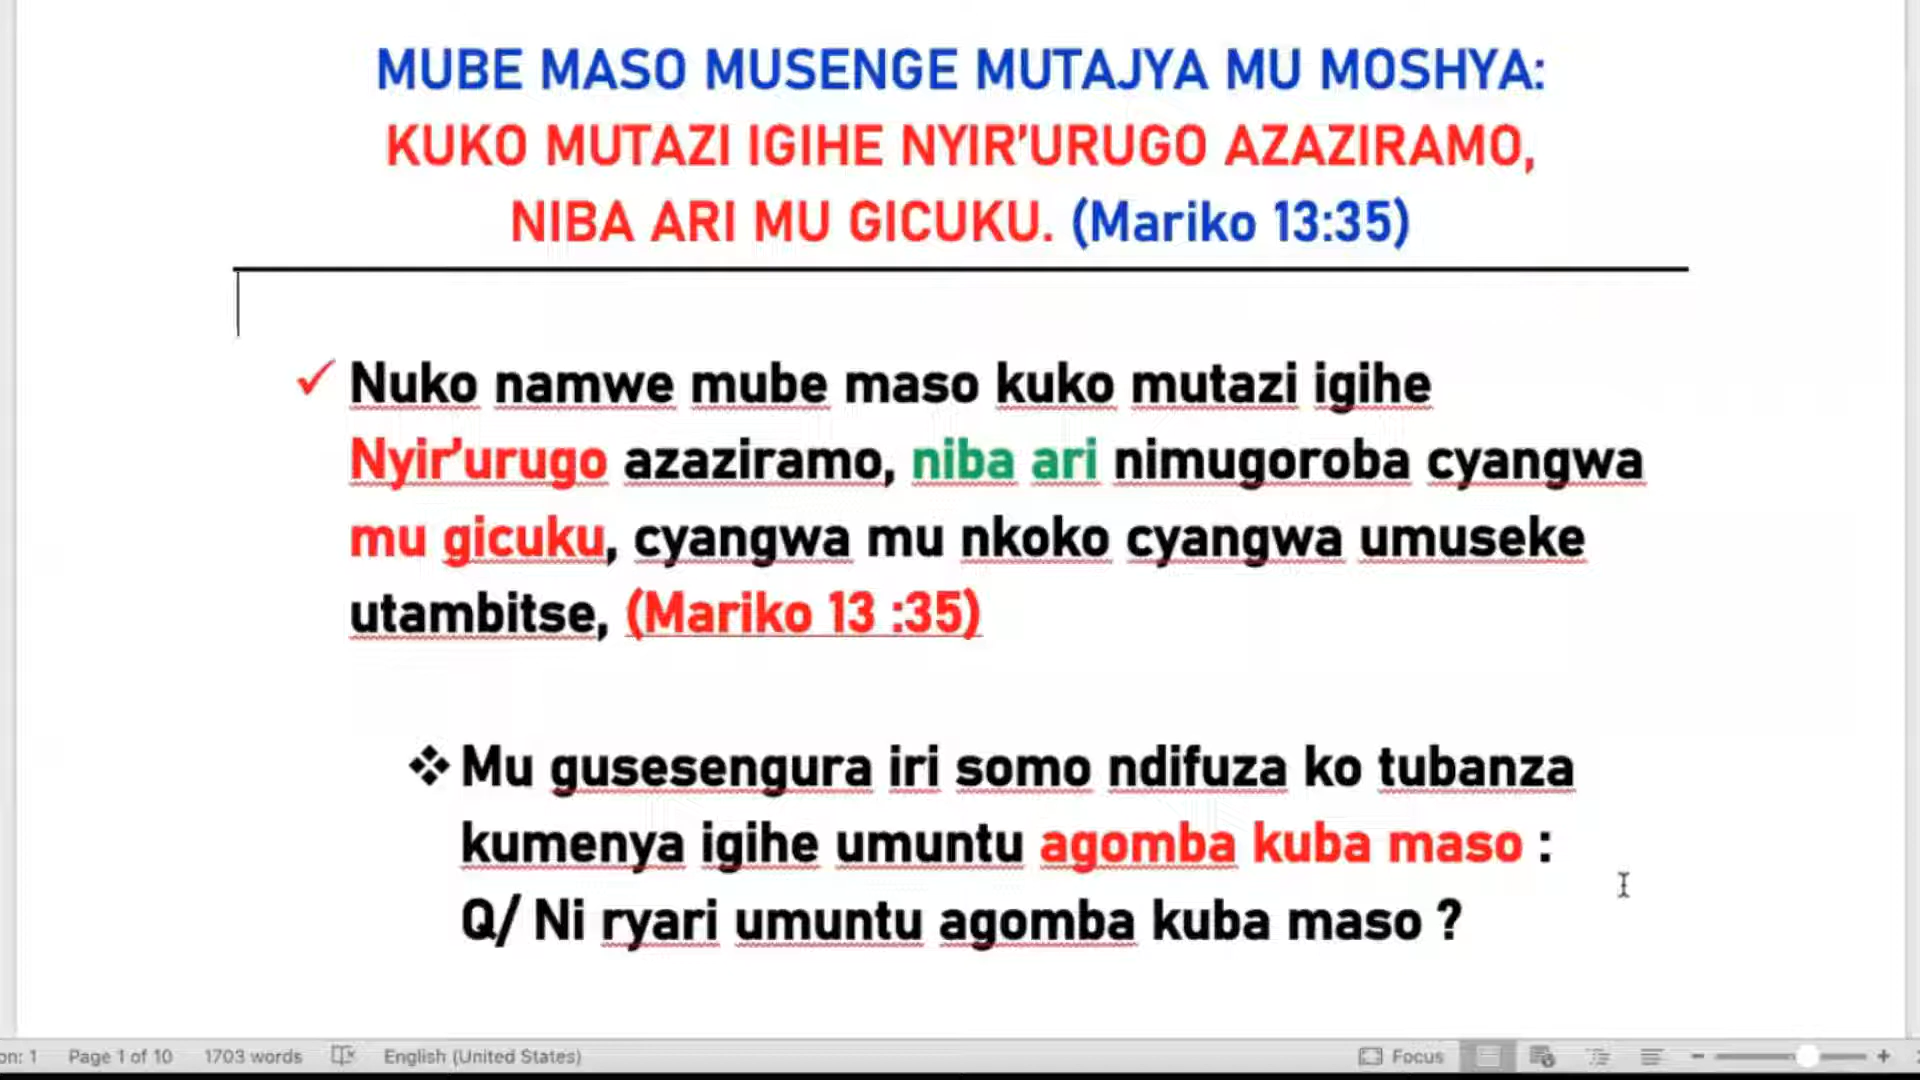 MUBE MASO MUSENGE MUTAJYA MU MOSHYA:
KUKO MUTAZI IGIHE NYIR’URUGO AZAZIRAMO,
NIBA ARI MU GICUKU. (Mariko 13:35)
✓ Nuko namwe mube maso kuko mutazi igihe
Nyir’urugo azaziramo, niba ari nimugoroba cyangwa
mu gicuku, cyangwa mu nkoko cyangwa umuseke
utambitse, (Mariko 13 :35)
❖ Mu gusesengura iri somo ndifuza ko tubanza
kumenya igihe umuntu agomba kuba maso :
Q/ Ni ryari umuntu agomba kuba maso ?
on: 1 Page 1 of 10 1703 words English (United States) Focus